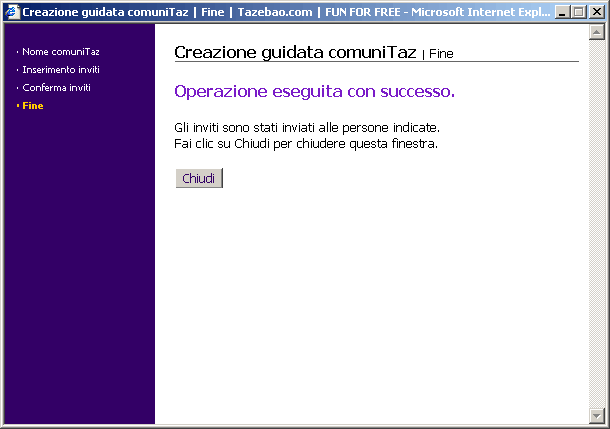 Creazione guidata comuniTaz | Fine | Tazebao.com | FUN FOR FREE - Microsoft Internet Expl...
· Nome comuniTaz
· Inserimento inviti
· Conferma inviti
· Fine
Creazione guidata comuniTaz | Fine
Operazione eseguita con successo.
Gli inviti sono stati inviati alle persone indicate.
Fai clic su Chiudi per chiudere questa finestra.
Chiudi